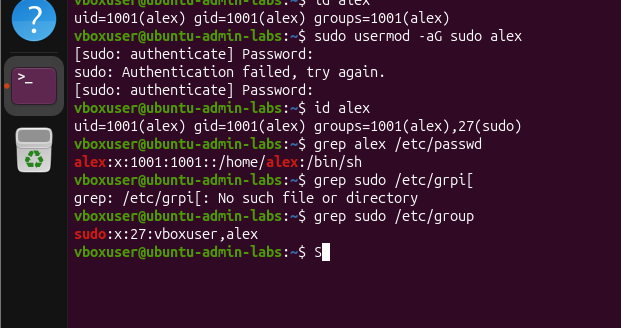 id alex
uid=1001(alex) gid=1001(alex) groups=1001(alex)
vboxuser@ubuntu-admin-labs:~$ sudo usermod -aG sudo alex
[sudo: authenticate] Password:
sudo: Authentication failed, try again.
[sudo: authenticate] Password:
vboxuser@ubuntu-admin-labs:~$ id alex
uid=1001(alex) gid=1001(alex) groups=1001(alex),27(sudo)
vboxuser@ubuntu-admin-labs:~$ grep alex /etc/passwd
alex:x:1001:1001::/home/alex:/bin/sh
vboxuser@ubuntu-admin-labs:~$ grep sudo /etc/grpi[
grep: /etc/grpi[: No such file or directory
vboxuser@ubuntu-admin-labs:~$ grep sudo /etc/group
sudo:x:27:vboxuser,alex
vboxuser@ubuntu-admin-labs:~$ S